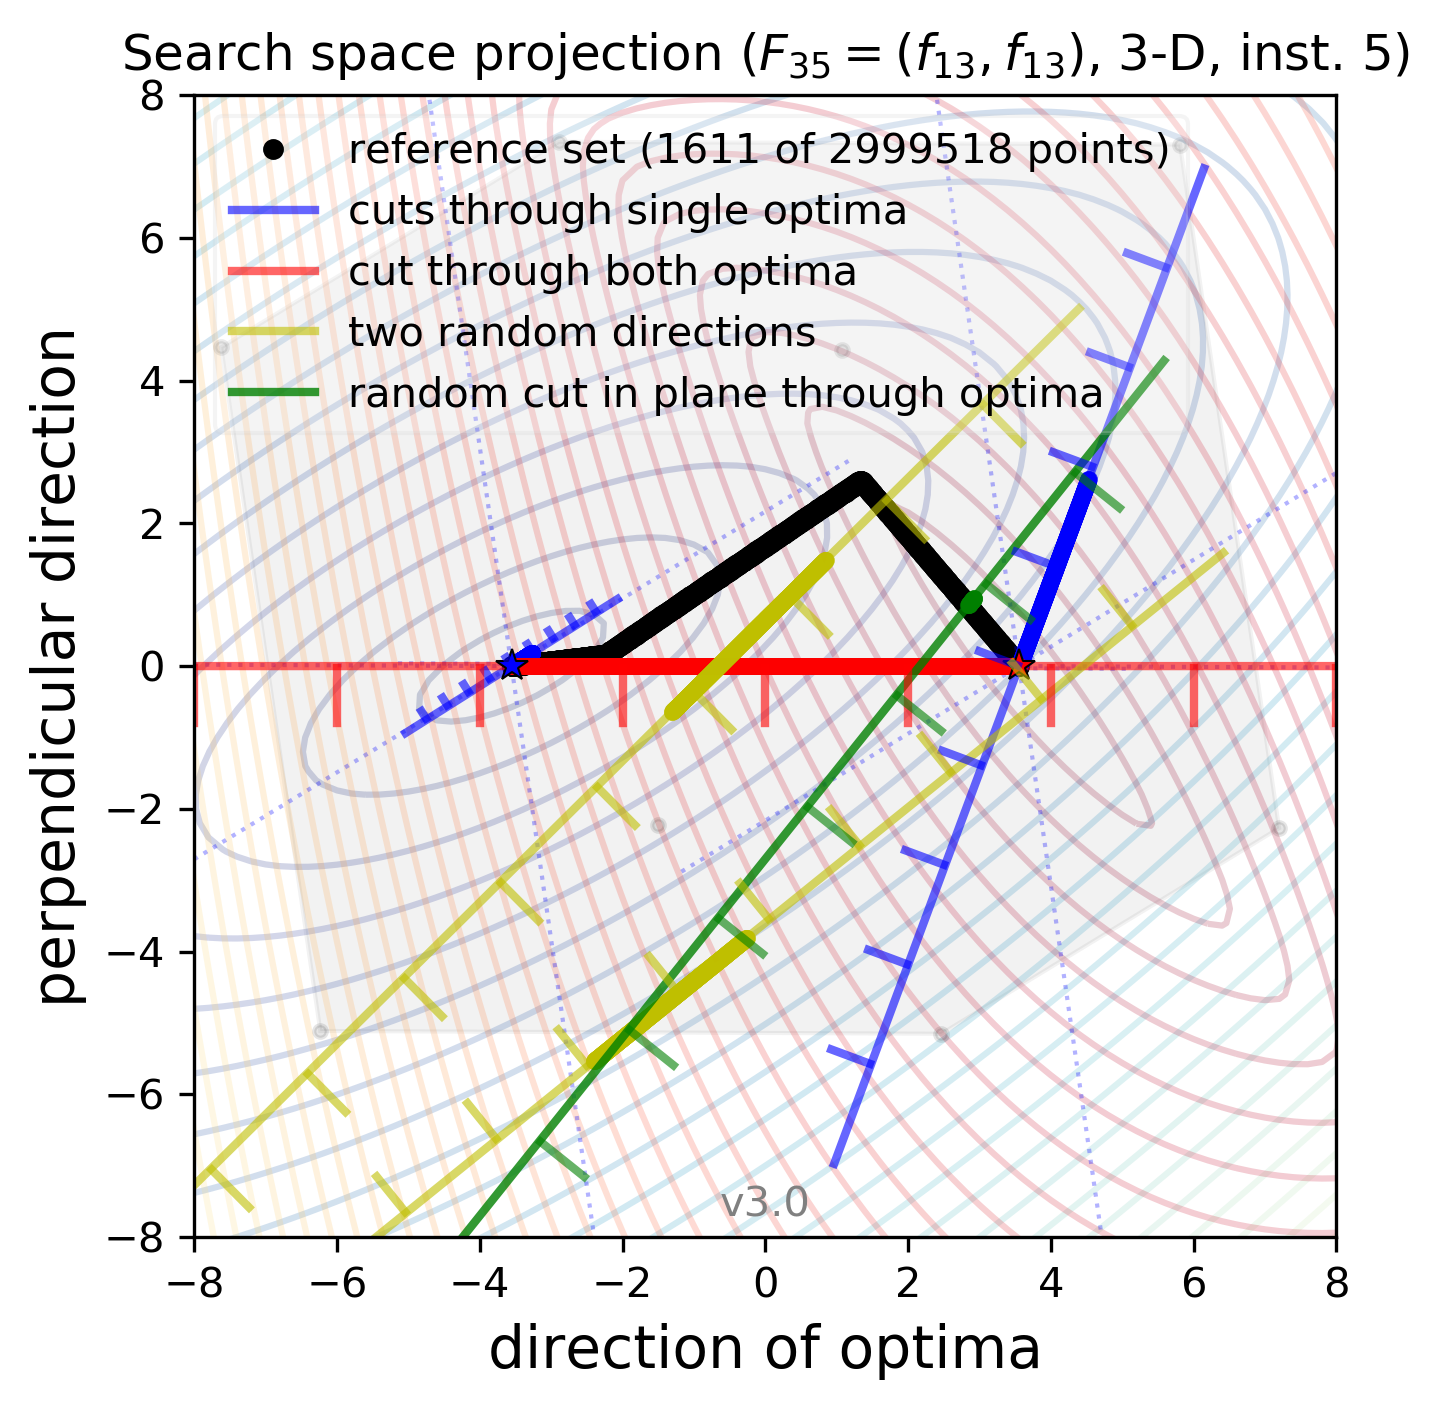 Search space projection (F35 = (f13, f13), 3-D, inst. 5)
8
6
4
2
0
−2
−4
−6
−8
perpendicular direction
reference set (1611 of 2999518 points)
cuts through single optima
cut through both optima
two random directions
random cut in plane through optima
v3.0
−8 −6 −4 −2 0 2 4 6 8
direction of optima